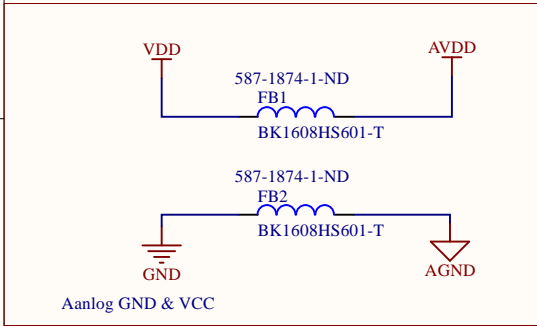 VDD
AVDD
587-1874-1-ND
FB1
BK1608HS601-T
587-1874-1-ND
FB2
BK1608HS601-T
GND
AGND
Aanlog GND & VCC